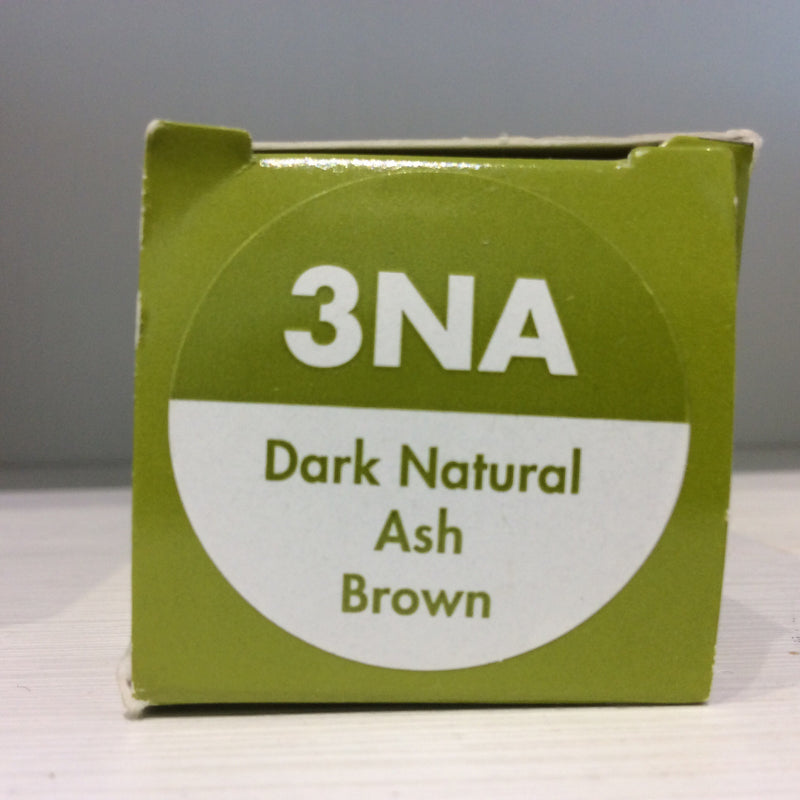 3NA
Dark Natural
Ash
Brown